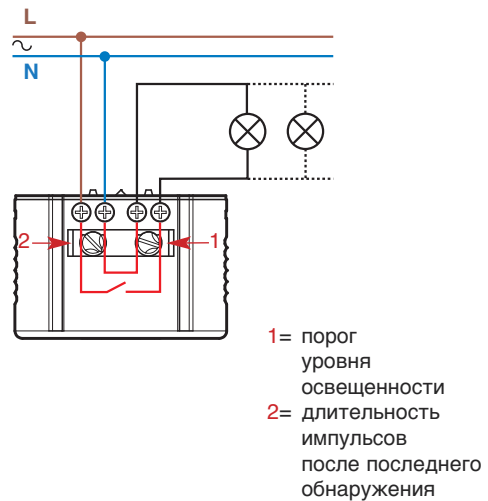 L
N
2
1
1= порог
уровня
освещенности
2= длительность
импульсов
после последнего
обнаружения